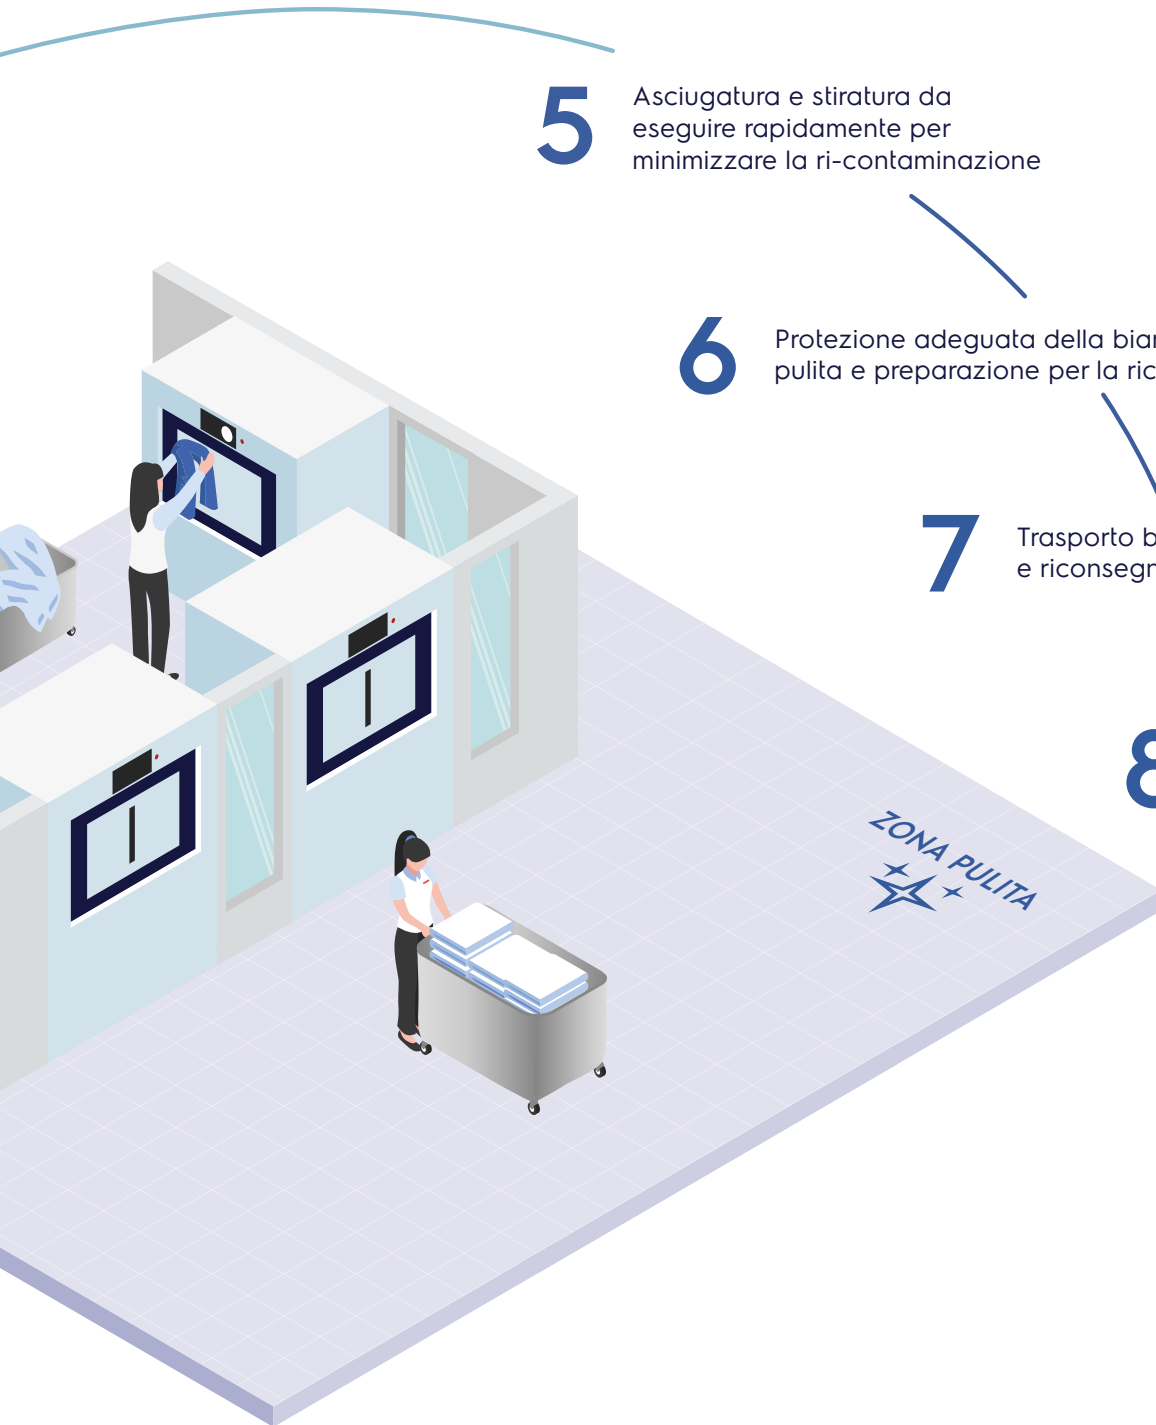 5
Asciugatura e stiratura da
eseguire rapidamente per
minimizzare la ri-contaminazione
6
Protezione adeguata della
pulita e preparazione per la
7
Trasporto
e
8
ZONA PULITA